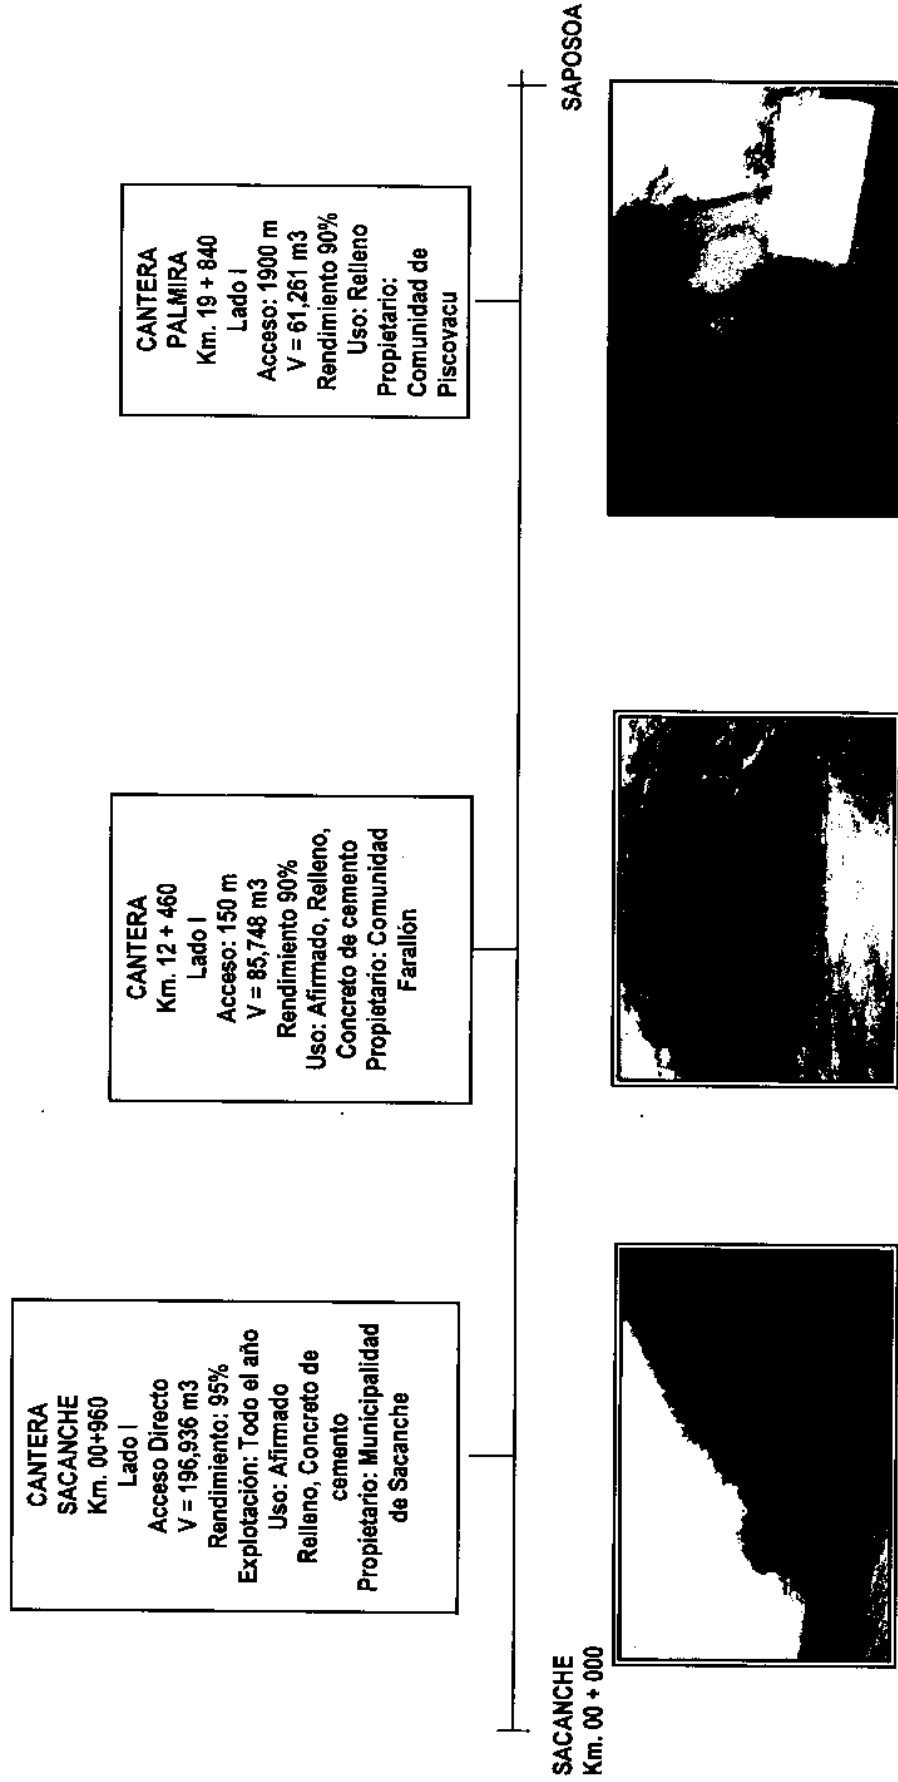 CANTERA
SACANCHE
Km. 00+960
Lado I
Acceso Directo
V = 196,936 m3
Rendimiento: 95%
Explotación: Todo el año
Uso: Afirmado
Relleno, Concreto de
cemento
Propietario: Municipalidad
de Sacanche
CANTERA
Km. 12 + 460
Lado I
Acceso: 150 m
V = 85,748 m3
Rendimiento 90%
Uso: Afirmado, Relleno,
Concreto de cemento
Propietario: Comunidad
Farallón
CANTERA
PALMIRA
Km. 19 + 840
Lado I
Acceso: 1900 m
V = 61,261 m3
Rendimiento 90%
Uso: Relleno
Propietario:
Comunidad de
Piscovacu
SACANCHE
Km. 00 + 000
SAPOSOA